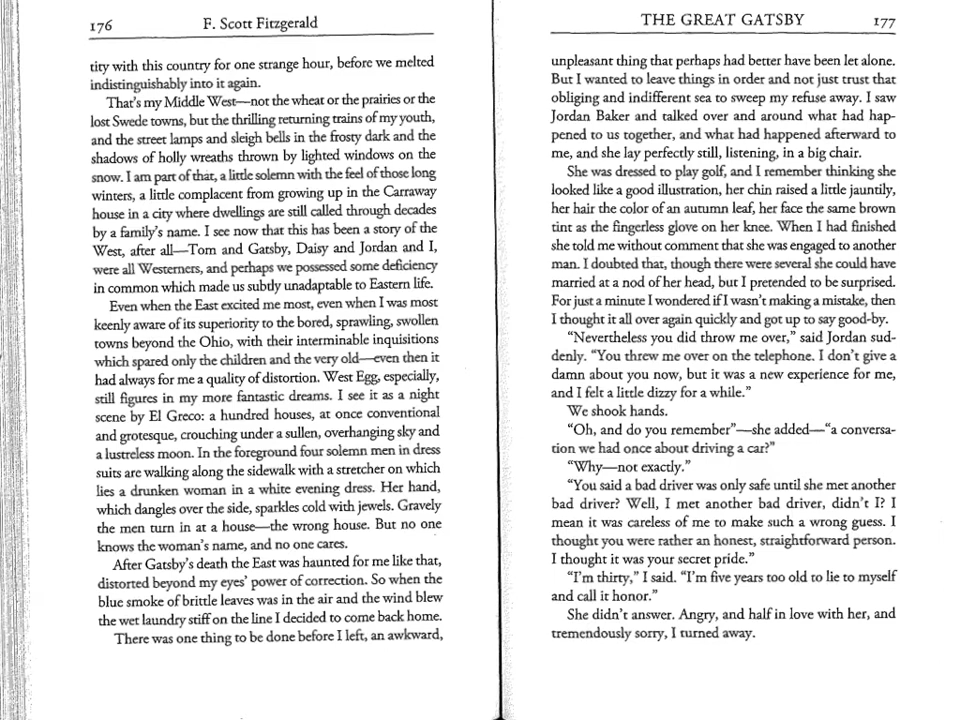 176 F. Scott Fitzgerald
tity with this country for one strange hour, before we melted
indistinguishably into it again.
That's my Middle West—not the wheat or the prairies or the
lost Swede towns, but the thrilling returning trains of my youth,
and the street lamps and sleigh bells in the frosty dark and the
shadows of holly wreaths thrown by lighted windows on the
snow. I am part of that, a little solemn with the feel of those long
winters, a little complacent from growing up in the Carraway
house in a city where dwellings are still called through decades
by a family's name. I see now that this has been a story of the
West, after all—Tom and Gatsby, Daisy and Jordan and I,
were all Westerners, and perhaps we possessed some deficiency
in common which made us subtly unadaptable to Eastern life.
Even when the East excited me most, even when I was most
keenly aware of its superiority to the bored, sprawling, swollen
towns beyond the Ohio, with their interminable inquisitions
which spared only the children and the very old—even then it
had always for me a quality of distortion. West Egg, especially,
still figures in my more fantastic dreams. I see it as a night
scene by El Greco: a hundred houses, at once conventional
and grotesque, crouching under a sullen, overhanging sky and
a lustreless moon. In the foreground four solemn men in dress
suits are walking along the sidewalk with a stretcher on which
lies a drunken woman in a white evening dress. Her hand,
which dangles over the side, sparkles cold with jewels. Gravely
the men turn in at a house—the wrong house. But no one
knows the woman's name, and no one cares.
After Gatsby's death the East was haunted for me like that,
distorted beyond my eyes' power of correction. So when the
blue smoke of brittle leaves was in the air and the wind blew
the wet laundry stiff on the line I decided to come back home.
There was one thing to be done before I left, an awkward,
THE GREAT GATSBY 177
unpleasant thing that perhaps had better have been let alone.
But I wanted to leave things in order and not just trust that
obliging and indifferent sea to sweep my refuse away. I saw
Jordan Baker and talked over and around what had hap-
pened to us together, and what had happened afterward to
me, and she lay perfectly still, listening, in a big chair.
She was dressed to play golf, and I remember thinking she
looked like a good illustration, her chin raised a little jauntily,
her hair the color of an autumn leaf, her face the same brown
tint as the fingerless glove on her knee. When I had finished
she told me without comment that she was engaged to another
man. I doubted that, though there were several she could have
married at a nod of her head, but I pretended to be surprised.
For just a minute I wondered if I wasn't making a mistake, then
I thought it all over again quickly and got up to say good-by.
"Nevertheless you did throw me over," said Jordan sud-
denly. "You threw me over on the telephone. I don't give a
damn about you now, but it was a new experience for me,
and I felt a little dizzy for a while."
We shook hands.
"Oh, and do you remember"—she added—"a conversa-
tion we had once about driving a car?"
"Why—not exactly."
"You said a bad driver was only safe until she met another
bad driver? Well, I met another bad driver, didn't I? I
mean it was careless of me to make such a wrong guess. I
thought you were rather an honest, straightforward person.
I thought it was your secret pride."
"I'm thirty," I said. "I'm five years too old to lie to myself
and call it honor."
She didn't answer. Angry, and half in love with her, and
tremendously sorry, I turned away.